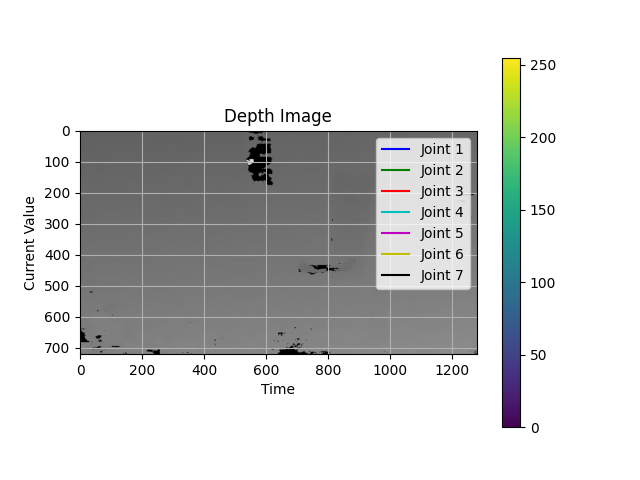 Depth Image
0
100
200
300
400
500
600
700
Current Value
0 200 400 600 800 1000 1200
Time
Joint 1
Joint 2
Joint 3
Joint 4
Joint 5
Joint 6
Joint 7
250
200
150
100
50
0